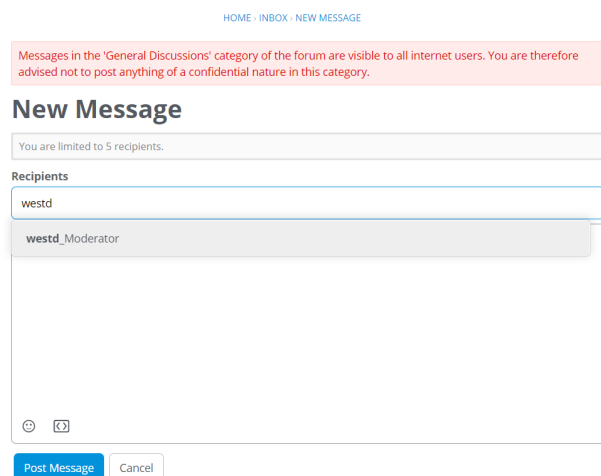 HOME › INBOX › NEW MESSAGE
Messages in the 'General Discussions' category of the forum are visible to all internet users. You are therefore
advised not to post anything of a confidential nature in this category.
New Message
You are limited to 5 recipients.
Recipients
westd
westd_Moderator
Post Message Cancel